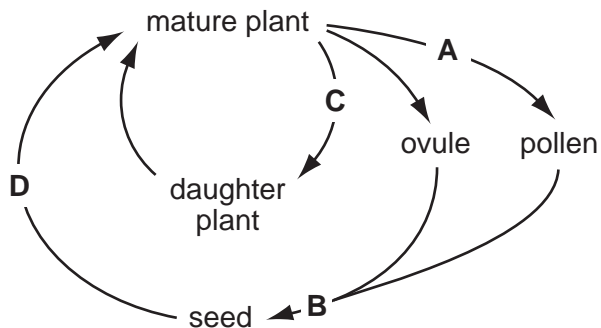 mature plant
A
C
ovule
pollen
D
daughter
plant
B
seed